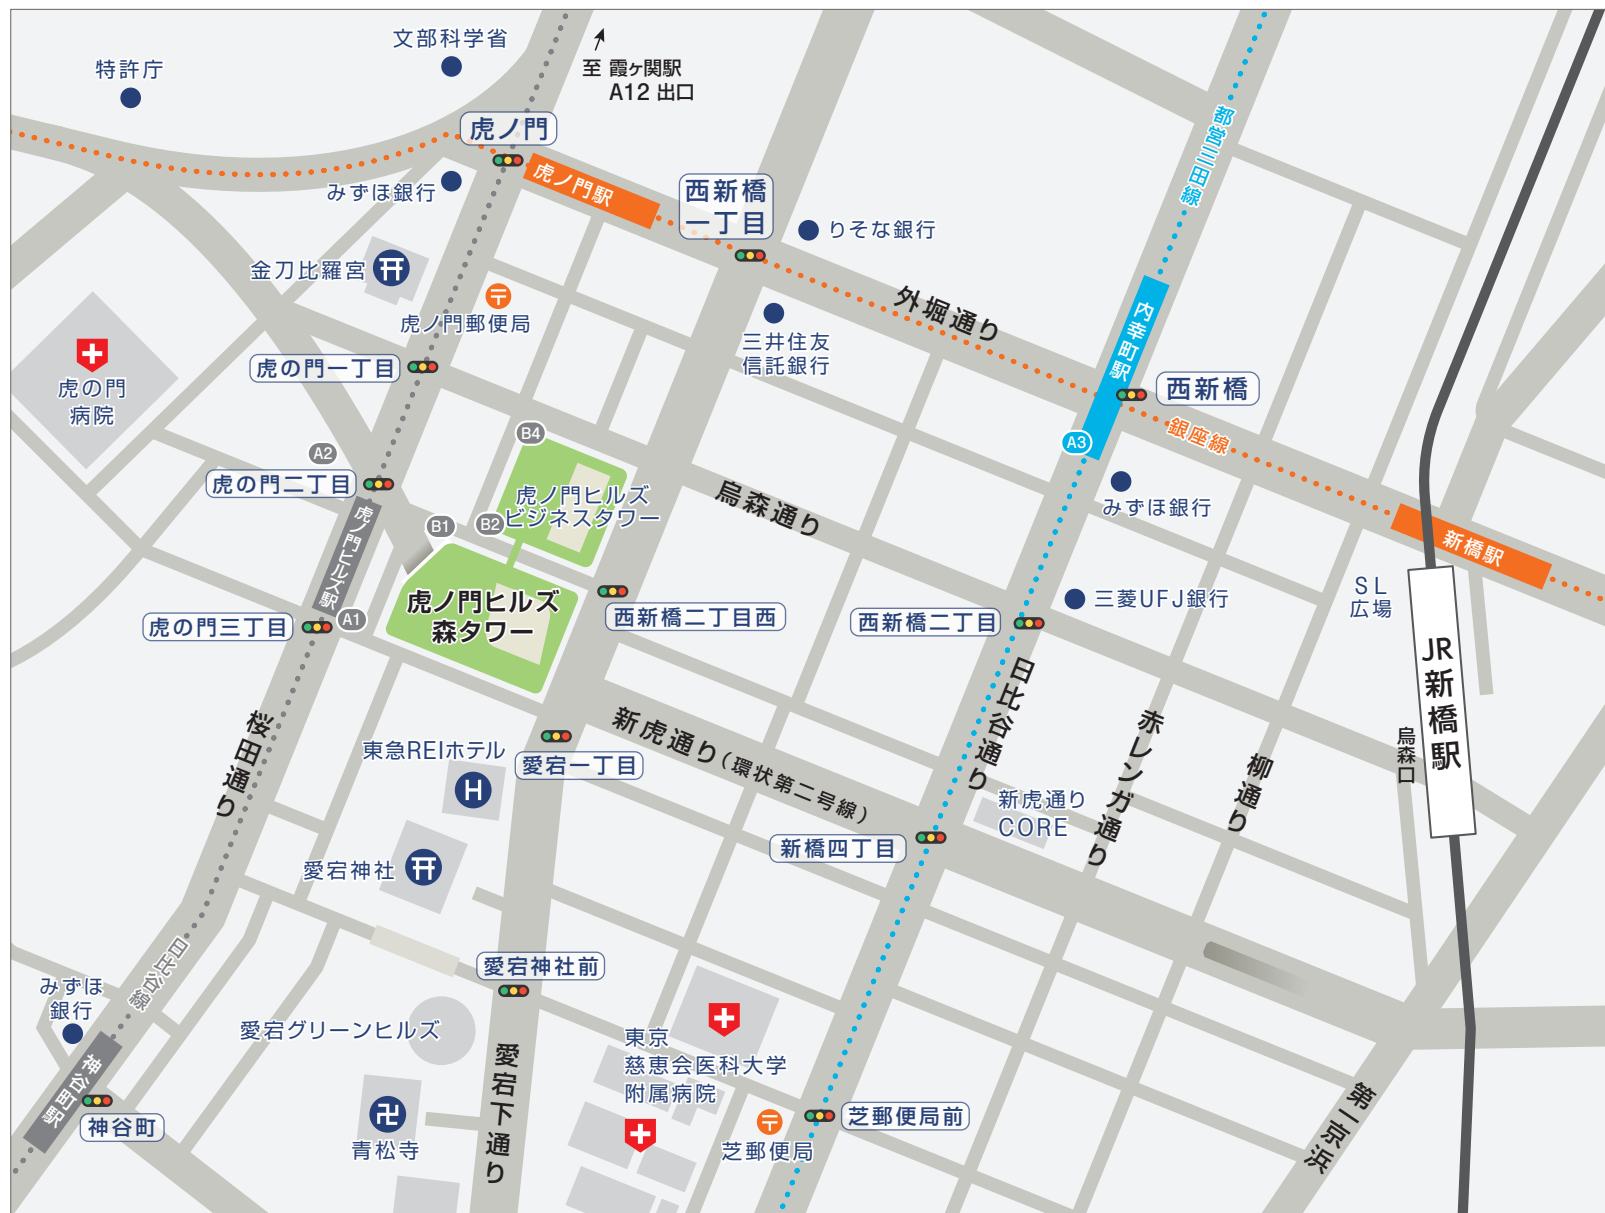 文部科学省
特許庁
至 霞ヶ関駅
A12 出口
虎ノ門
虎ノ門駅
みずほ銀行
西新橋
一丁目
りそな銀行
都営三田線
金刀比羅宮
虎ノ門郵便局
外堀通り
内幸町駅
三井住友
信託銀行
虎の門一丁目
虎の門
病院
西新橋
銀座線
A3
B4
A2
虎の門二丁目
虎ノ門ヒルズ
ビジネスタワー
烏森通り
みずほ銀行
B1
B2
虎ノ門ヒルズ駅
新橋駅
虎ノ門ヒルズ
森タワー
西新橋二丁目西
西新橋二丁目
三菱UFJ銀行
SL
広場
A1
虎の門三丁目
JR新橋駅
烏森口
桜田通り
新虎通り(環状第二号線)
日比谷通り
赤レンガ通り
柳通り
東急REIホテル
H
愛宕一丁目
新虎通り
CORE
新橋四丁目
愛宕神社
愛宕神社前
日比谷線
みずほ
銀行
愛宕グリーンヒルズ
東京
慈恵会医科大学
附属病院
神谷町駅
神谷町
愛宕下通り
青松寺
芝郵便局
芝郵便局前
第一京浜